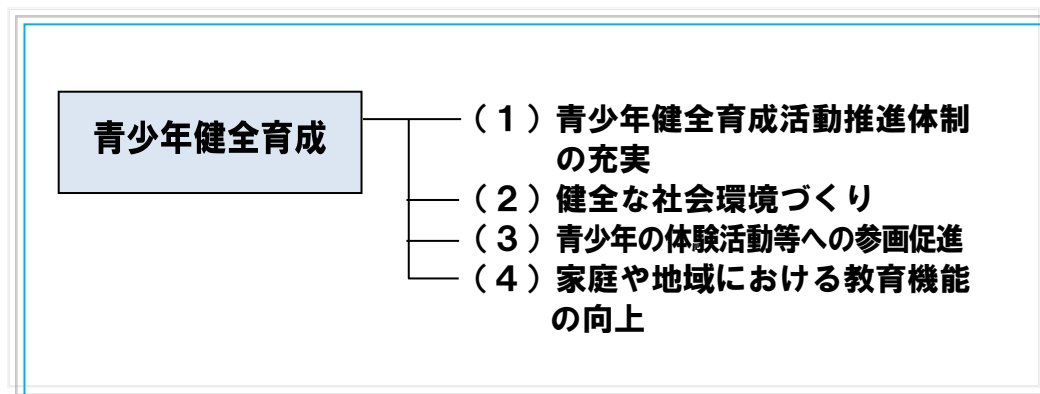 青少年健全育成
（１）青少年健全育成活動推進体制
の充実
（２）健全な社会環境づくり
（３）青少年の体験活動等への参画促進
（４）家庭や地域における教育機能
の向上